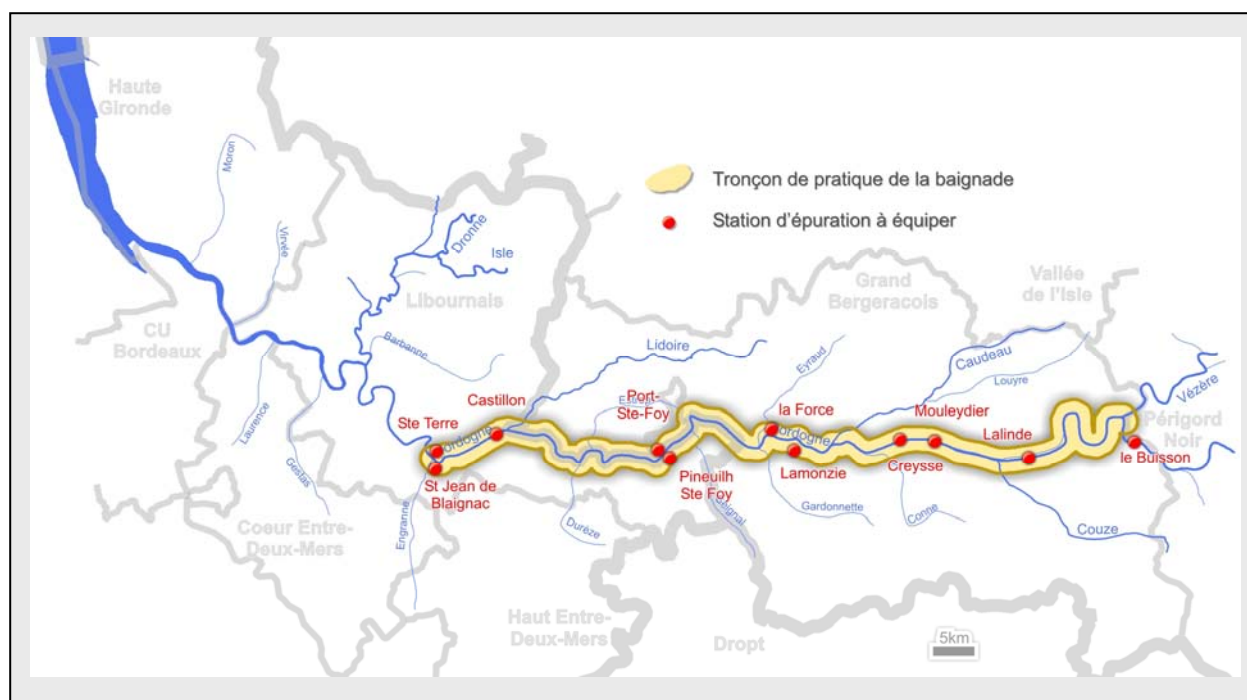 Haute
Gironde
Moron
Virvée
Dronne
Isle
Libournais
CU
Bordeaux
Barbanne
Laurence
Gestas
Tronçon de pratique de la baignade
Station d'épuration à équiper
Grand
Bergeracois
Vallée
de l'Isle
Lidoire
Eyraud
Caudeau
Louyre
Vézère
Périgord
Noir
Castillon
Ste Terre
Port-
Ste-Foy
la Force
Mouleydier
Lalinde
le Buisson
St Jean de
Blaignac
Pineuilh
Ste Foy
Lamonzie
Creysse
Engranne
Durèze
Gardonnette
Conne
Couze
Coeur Entre-
Deux-Mers
Haut Entre-
Deux-Mers
Dropt
5km